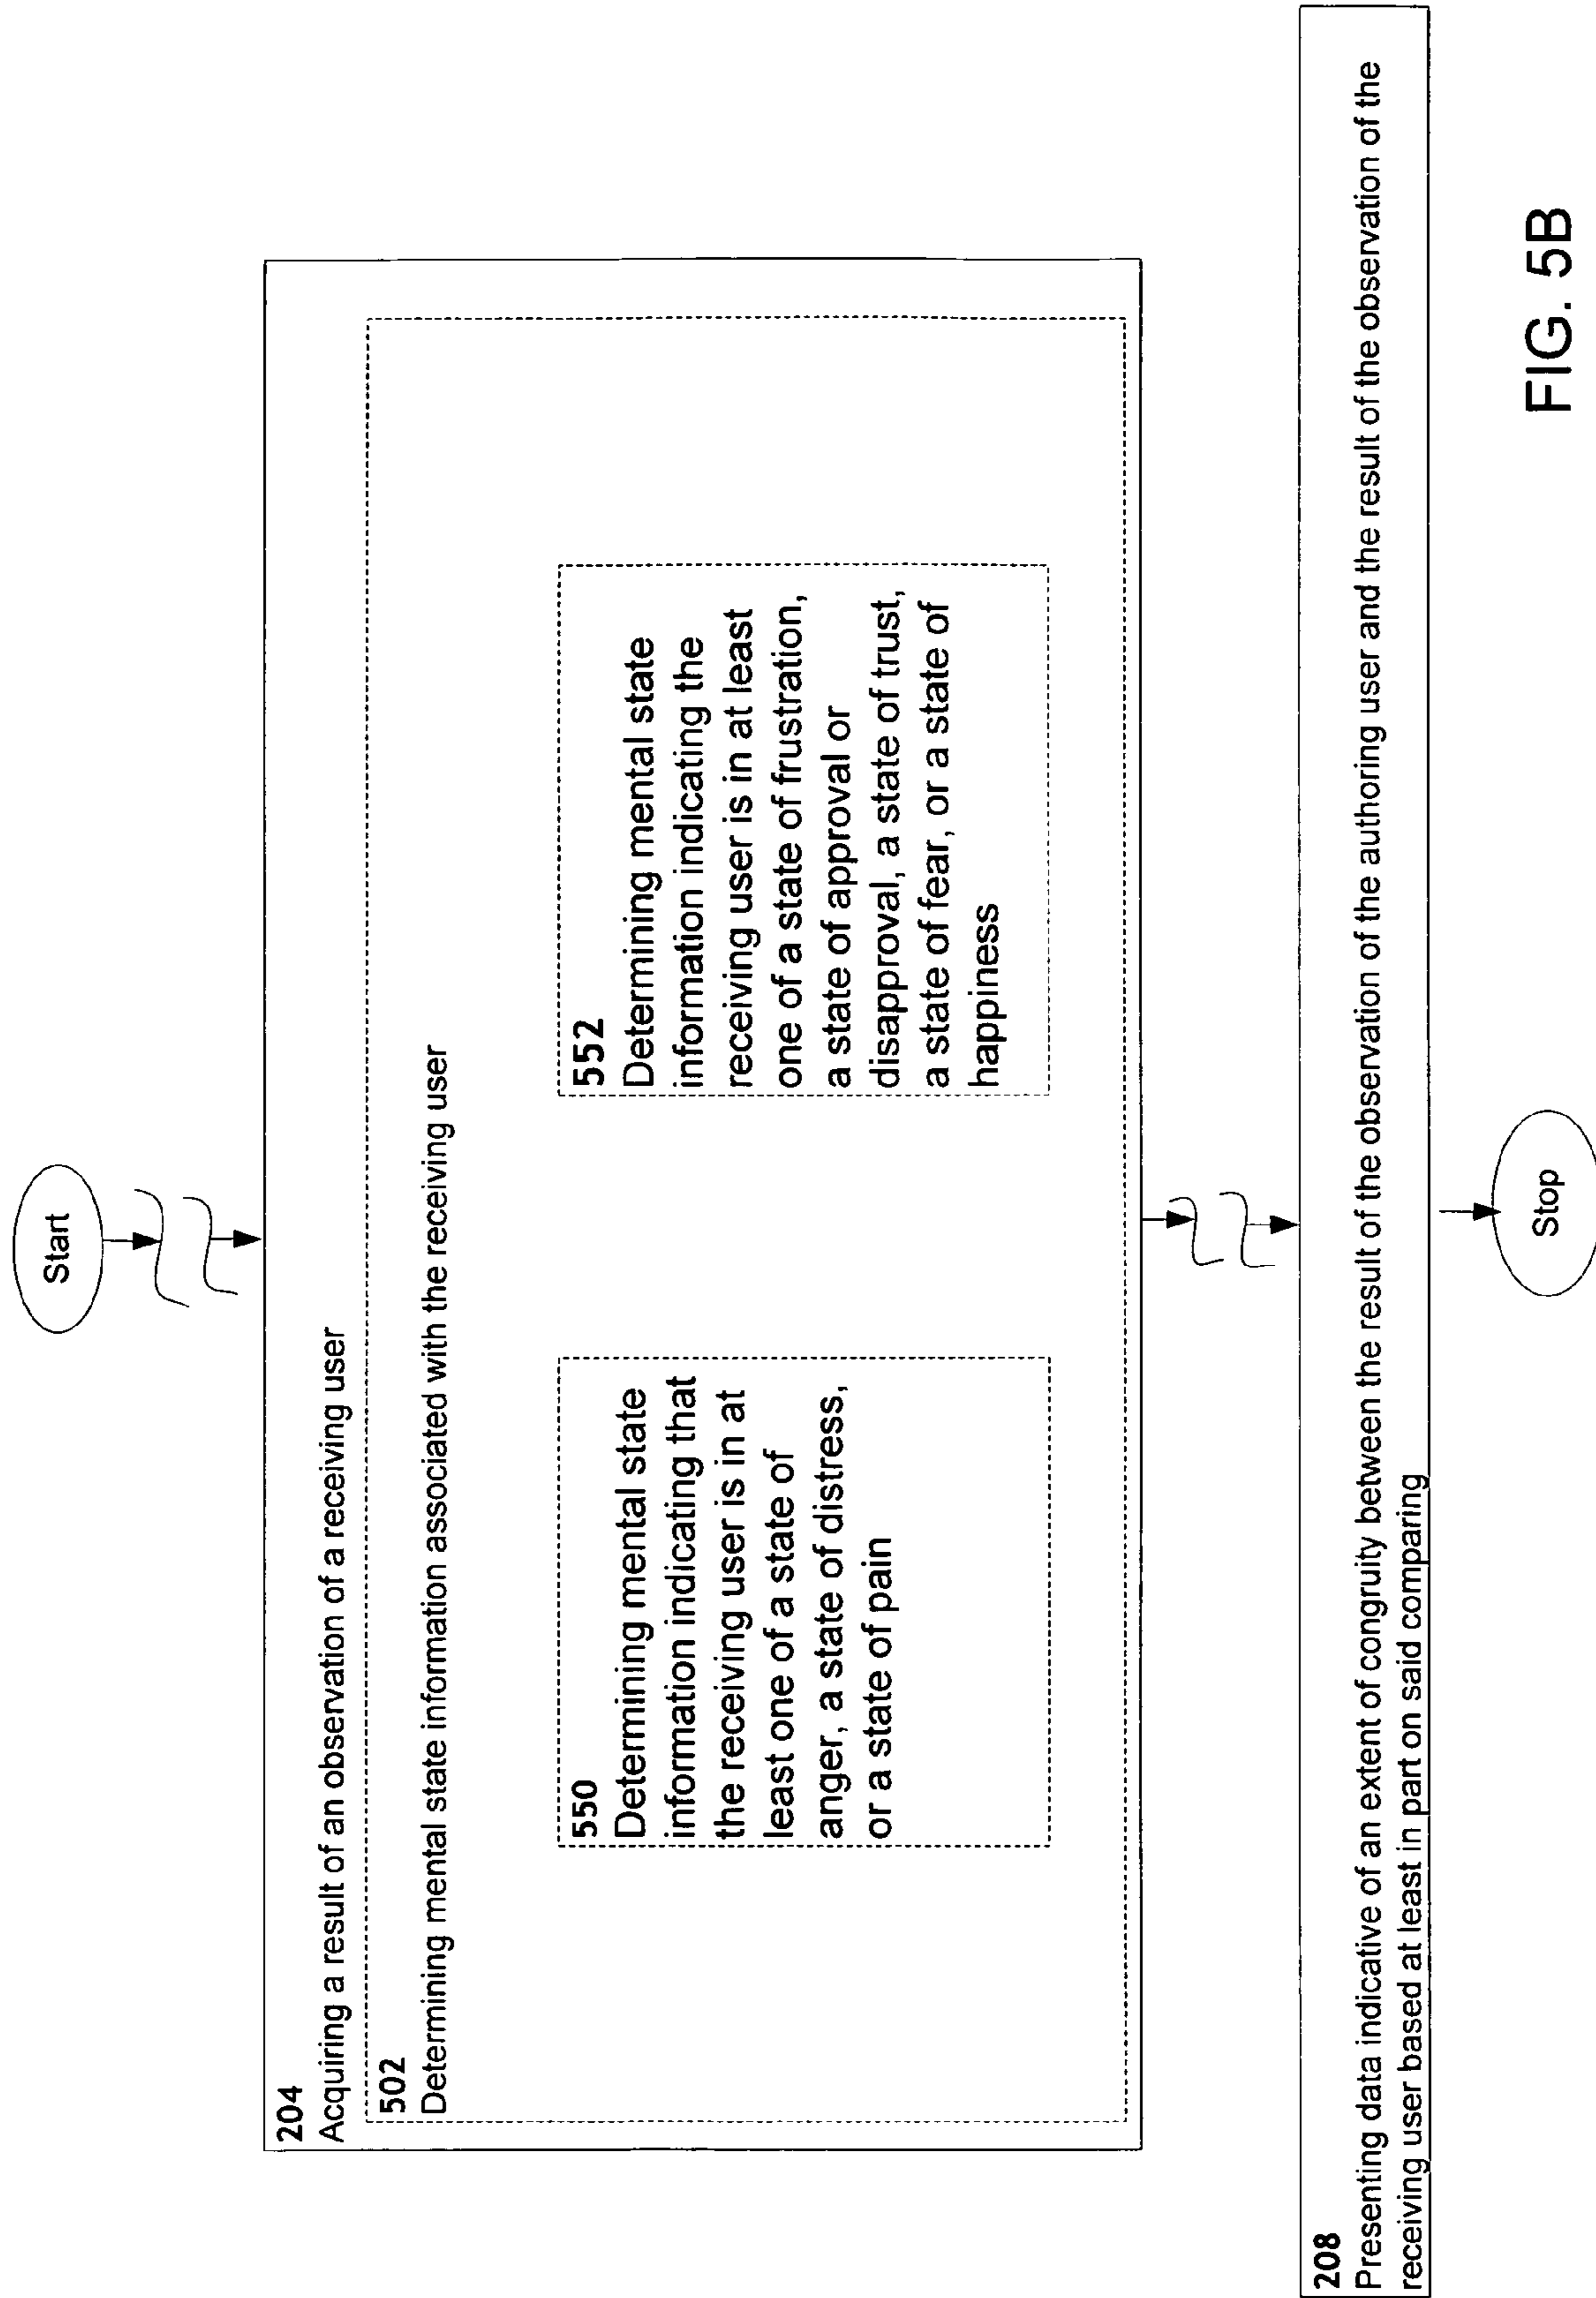 Start
204
Acquiring a result of an observation of a receiving user
502
Determining mental state information associated with the receiving user
550
Determining mental state
information indicating that
the receiving user is in at
least one of a state of
anger, a state of distress,
or a state of pain
552
Determining mental state
information indicating the
receiving user is in at least
one of a state of frustration,
a state of approval or
disapproval, a state of trust,
a state of fear, or a state of
happiness
208
Presenting data indicative of an extent of congruity between the result of the observation of the authoring user and the result of the observation of the
receiving user based at least in part on said comparing
Stop
FIG. 5B